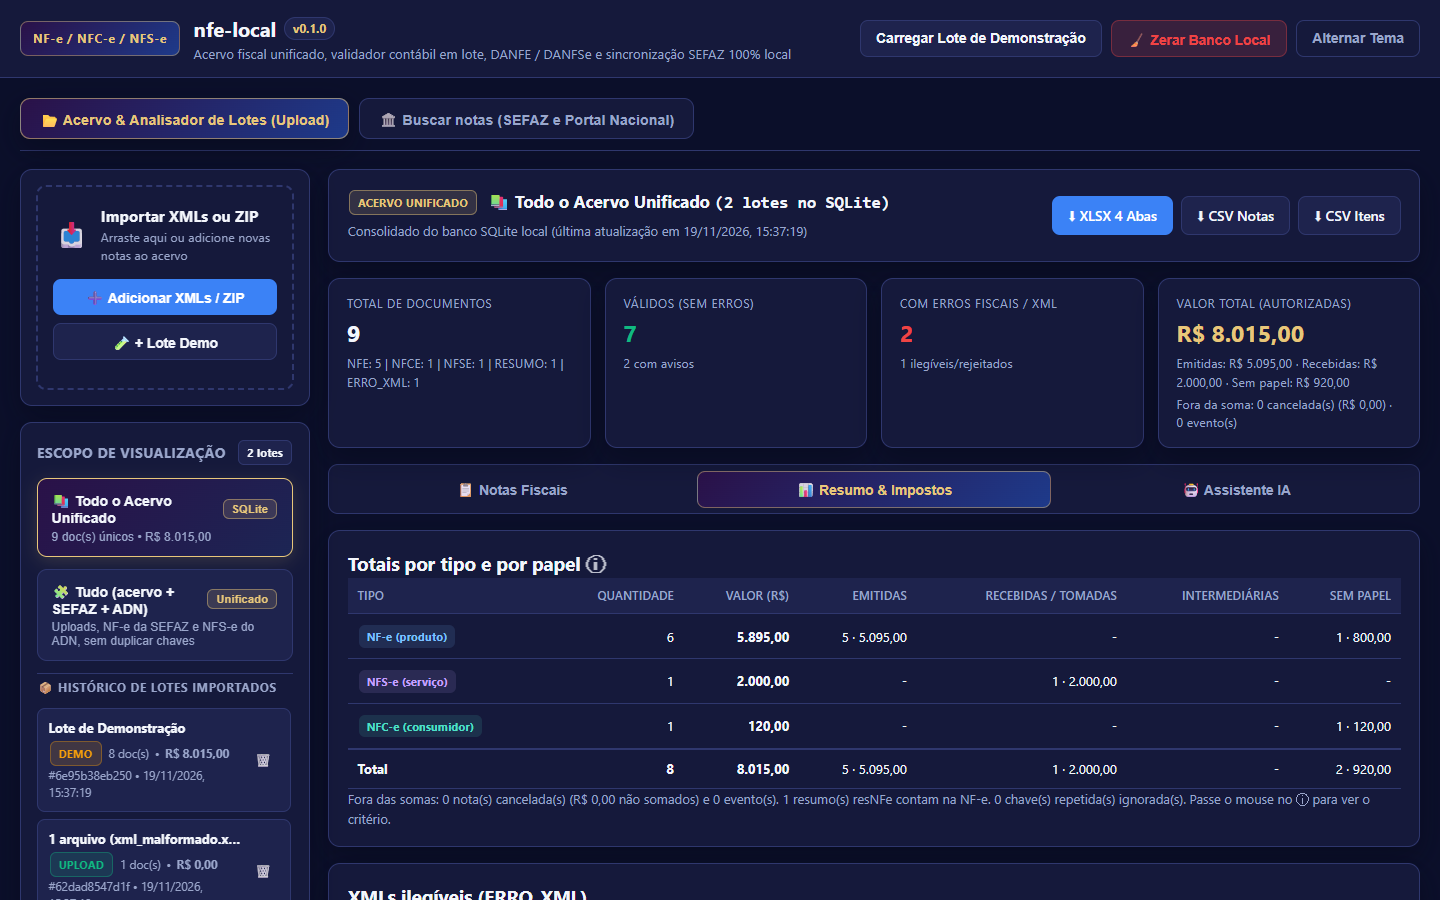 NF-e / NFC-e / NFS-e
nfe-local v0.1.0
Acervo fiscal unificado, validador contábil em lote, DANFE / DANFSe e sincronização SEFAZ 100% local
Carregar Lote de Demonstração
Zerar Banco Local
Alternar Tema
Acervo & Analisador de Lotes (Upload)
Buscar notas (SEFAZ e Portal Nacional)
Importar XMLs ou ZIP
Arraste aqui ou adicione novas
notas ao acervo
Adicionar XMLs / ZIP
+ Lote Demo
ESCOPO DE VISUALIZAÇÃO
2 lotes
Todo o Acervo
Unificado
SQLite
9 doc(s) únicos • R$ 8.015,00
Tudo (acervo +
SEFAZ + ADN)
Unificado
Uploads, NF-e da SEFAZ e NFS-e do
ADN, sem duplicar chaves
HISTÓRICO DE LOTES IMPORTADOS
Lote de Demonstração
DEMO 8 doc(s) • R$ 8.015,00
#6e95b38eb250 • 19/11/2026,
15:37:19
1 arquivo (xml_malformado.x...
UPLOAD 1 doc(s) • R$ 0,00
#62dad8547d1f • 19/11/2026,
ACERVO UNIFICADO
Todo o Acervo Unificado (2 lotes no SQLite)
Consolidado do banco SQLite local (última atualização em 19/11/2026, 15:37:19)
⬇ XLSX 4 Abas
⬇ CSV Notas
⬇ CSV Itens
TOTAL DE DOCUMENTOS
9
NFE: 5 | NFCE: 1 | NFSE: 1 | RESUMO: 1 |
ERRO_XML: 1
VÁLIDOS (SEM ERROS)
7
2 com avisos
COM ERROS FISCAIS / XML
2
1 ilegíveis/rejeitados
VALOR TOTAL (AUTORIZADAS)
R$ 8.015,00
Emitidas: R$ 5.095,00 · Recebidas: R$
2.000,00 · Sem papel: R$ 920,00
Fora da soma: 0 cancelada(s) (R$ 0,00) ·
0 evento(s)
Notas Fiscais
Resumo & Impostos
Assistente IA
Totais por tipo e por papel ⓘ
TIPO QUANTIDADE VALOR (R$) EMITIDAS RECEBIDAS / TOMADAS INTERMEDIÁRIAS SEM PAPEL
NF-e (produto) 6 5.895,00 5 · 5.095,00 - - 1 · 800,00
NFS-e (serviço) 1 2.000,00 - 1 · 2.000,00 - -
NFC-e (consumidor) 1 120,00 - - - 1 · 120,00
Total 8 8.015,00 5 · 5.095,00 1 · 2.000,00 - 2 · 920,00
Fora das somas: 0 nota(s) cancelada(s) (R$ 0,00 não somados) e 0 evento(s). 1 resumo(s) resNFe contam na NF-e. 0 chave(s) repetida(s) ignorada(s). Passe o mouse no ⓘ para ver o
critério.
XMLs ilegíveis (ERRO_XML)